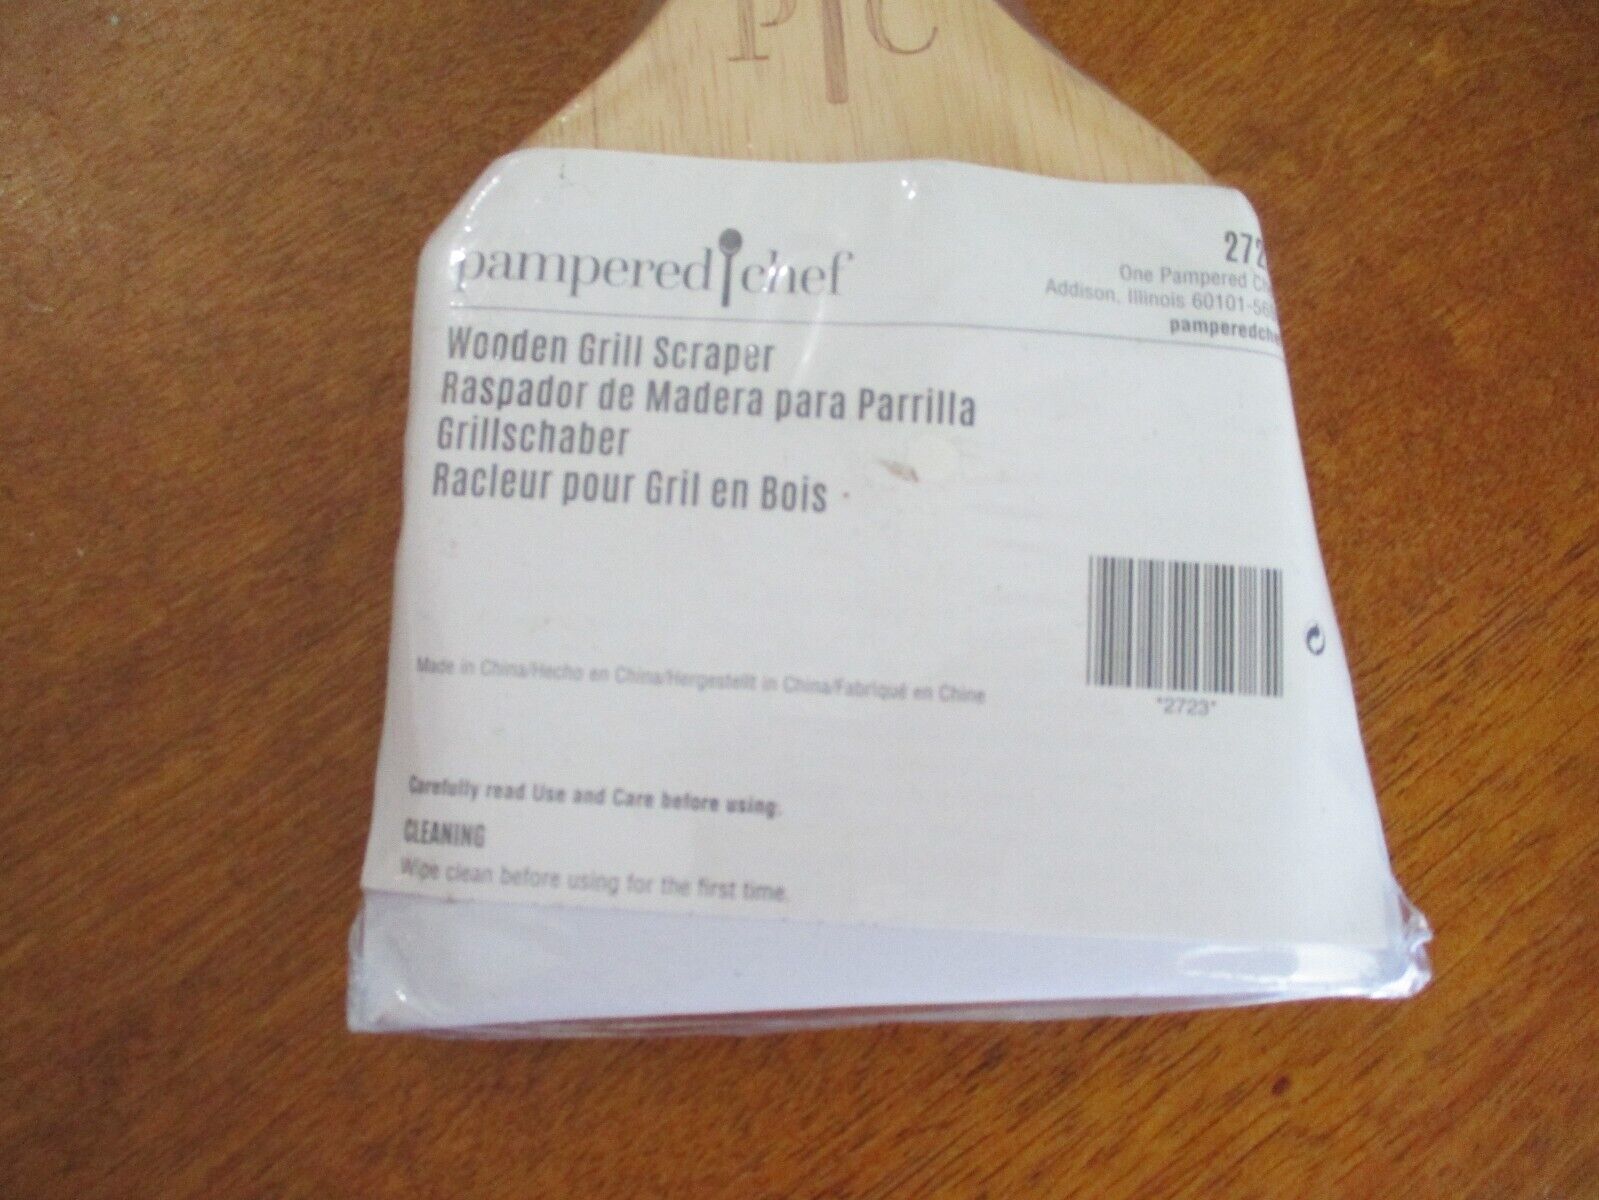 P C
pampered chef
272
One Pampered
Addison, Illinois 60101-56
pamperedche
Wooden Grill Scraper
Raspador de Madera para Parrilla
Grillschaber
Racleur pour Gril en Bois
Made in China/Hecho en China/Hergestellt in China/Fabriqué en Chine
*2723*
Carefully read Use and Care before using.
CLEANING
Wipe clean before using for the first time.